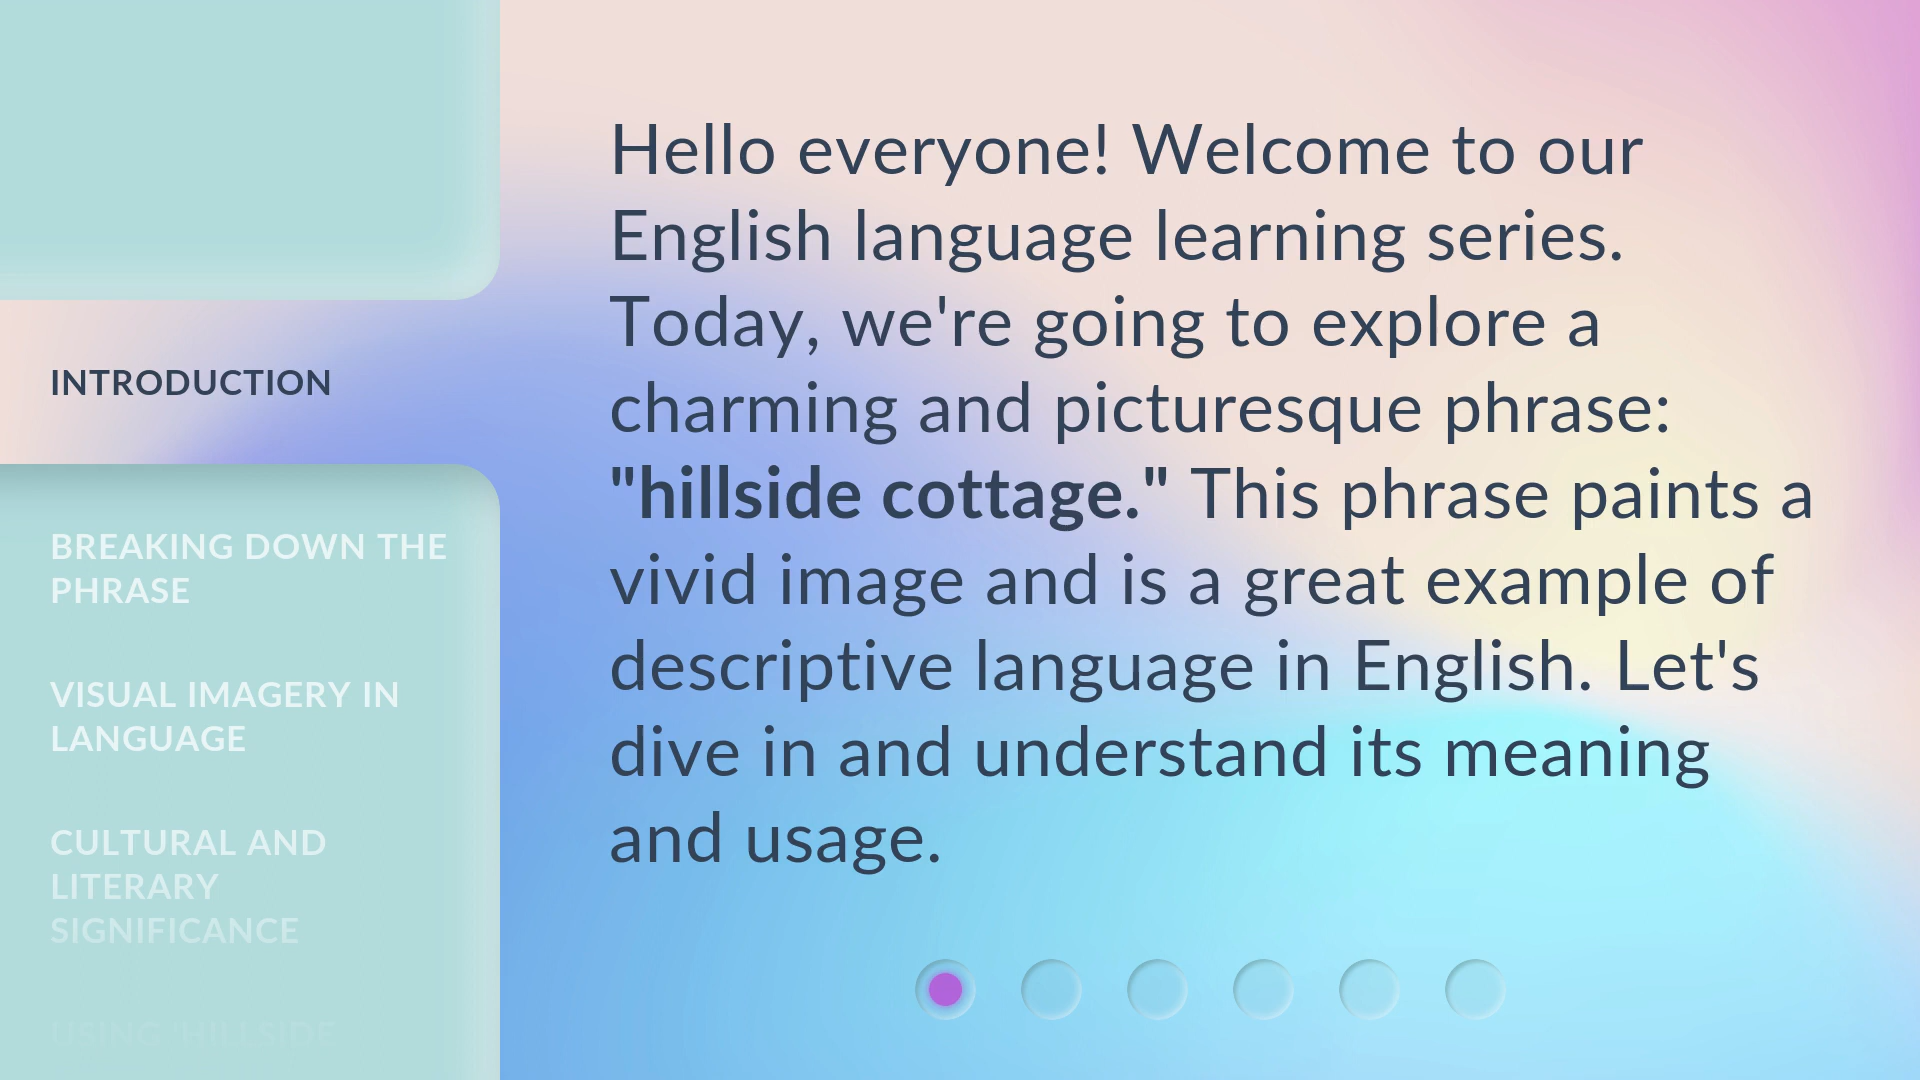 INTRODUCTION
BREAKING DOWN THE
PHRASE
VISUAL IMAGERY IN
LANGUAGE
CULTURAL AND
LITERARY
SIGNIFICANCE
USING 'HILLSIDE
Hello everyone! Welcome to our
English language learning series.
Today, we're going to explore a
charming and picturesque phrase:
"hillside cottage." This phrase paints a
vivid image and is a great example of
descriptive language in English. Let's
dive in and understand its meaning
and usage.